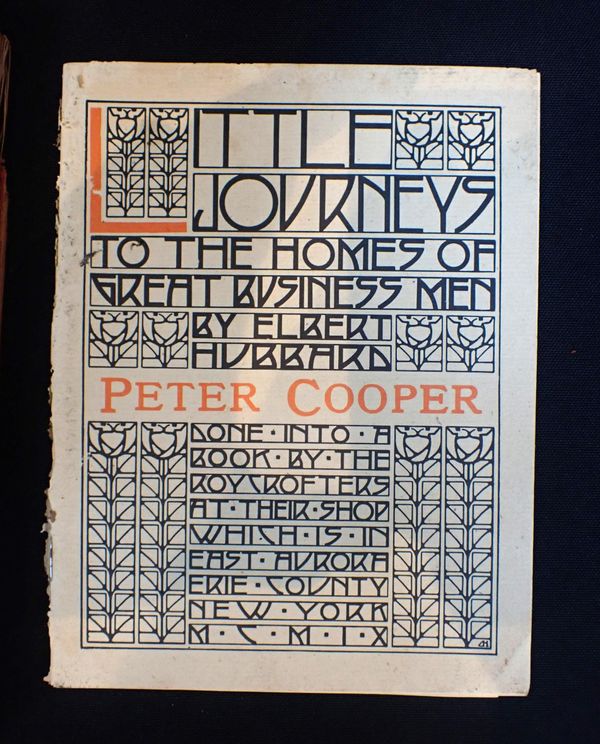 LITTLE
JOURNEYS
TO THE HOMES OF
GREAT BUSINESS MEN
BY ELBERT
HUBBARD
PETER COOPER
DONE · INTO · A
BOOK · BY · THE
ROYCROFTERS
AT · THEIR · SHOP
WHICH · IS · IN
EAST · AURORA
ERIE · COUNTY
NEW · YORK
M · C · M · I · X
DH